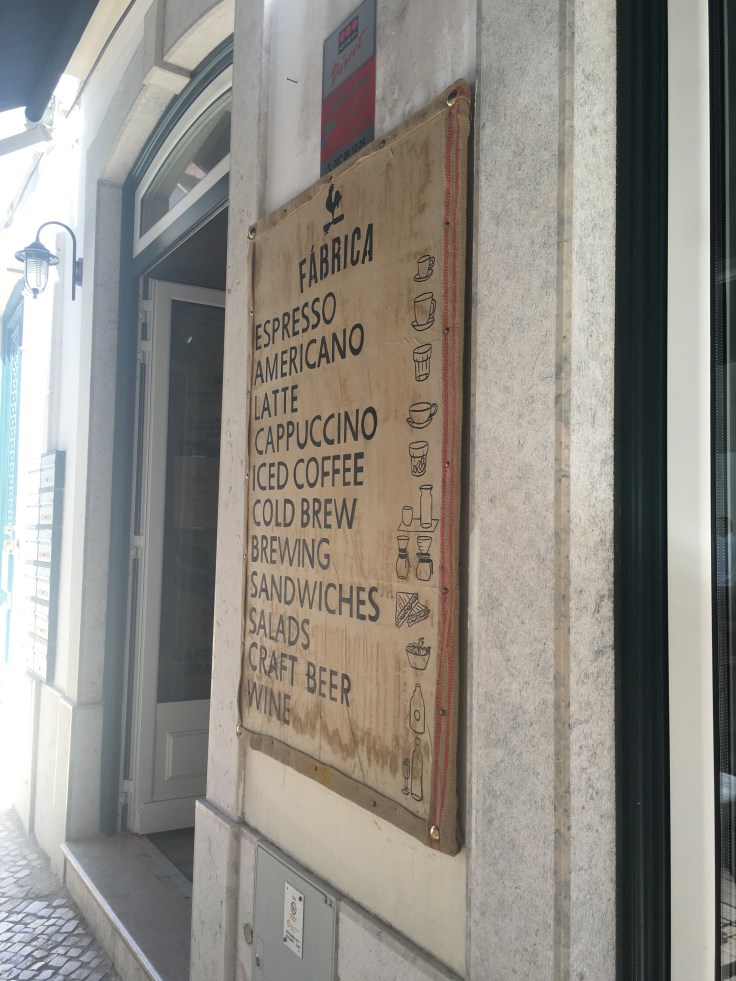 FÁBRICA
ESPRESSO
AMERICANO
LATTE
CAPPUCCINO
ICED COFFEE
COLD BREW
BREWING
SANDWICHES
SALADS
CRAFT BEER
WINE